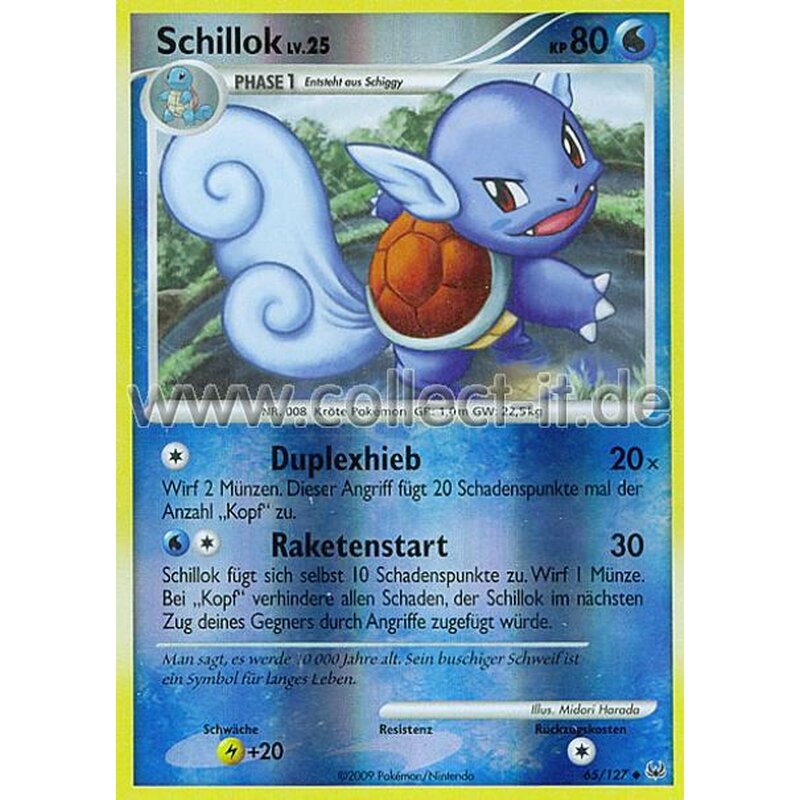 Schillok LV.25
KP 80
PHASE 1 Entsteht aus Schiggy
www.collect-it.de
NR. 008 Kröte Pokémon GR: 1,0m GW: 22,5kg
Duplexhieb 20x
Wirf 2 Münzen. Dieser Angriff fügt 20 Schadenspunkte mal der
Anzahl „Kopf“ zu.
Raketenstart 30
Schillok fügt sich selbst 10 Schadenspunkte zu. Wirf 1 Münze.
Bei „Kopf“ verhindere allen Schaden, der Schillok im nächsten
Zug deines Gegners durch Angriffe zugefügt würde.
Man sagt, es werde 10 000 Jahre alt. Sein buschiger Schweif ist
ein Symbol für langes Leben.
Illus. Midori Harada
Schwäche Resistenz Rückzugskosten
+20
©2009 Pokémon/Nintendo
65/127